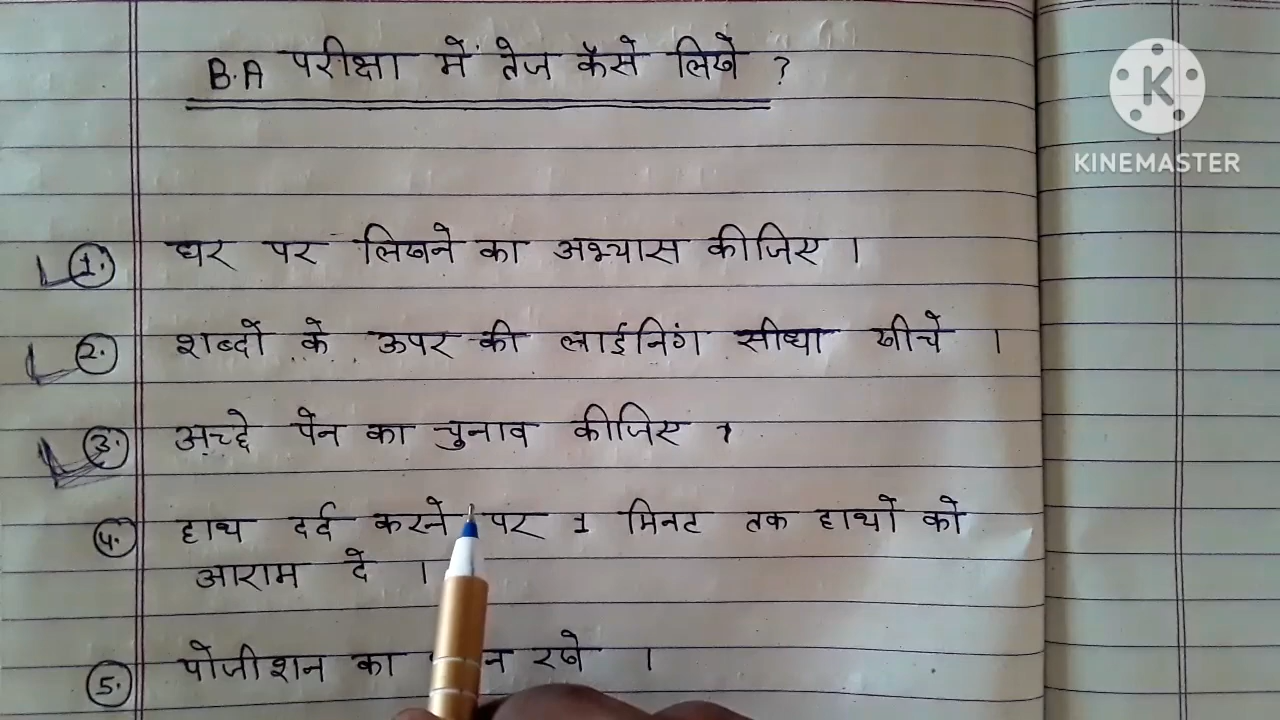 B.A परीक्षा में तेज कैसे लिखे ?
KINEMASTER
1. घर पर लिखने का अभ्यास कीजिए ।
2. शब्दों के ऊपर की लाईनिंग सीधा खीचे ।
3. अच्छे पेन का चुनाव कीजिए ।
4. हाथ दर्द करने पर 1 मिनट तक हाथों को
आराम दें ।
5. पोजीशन का रखे ।